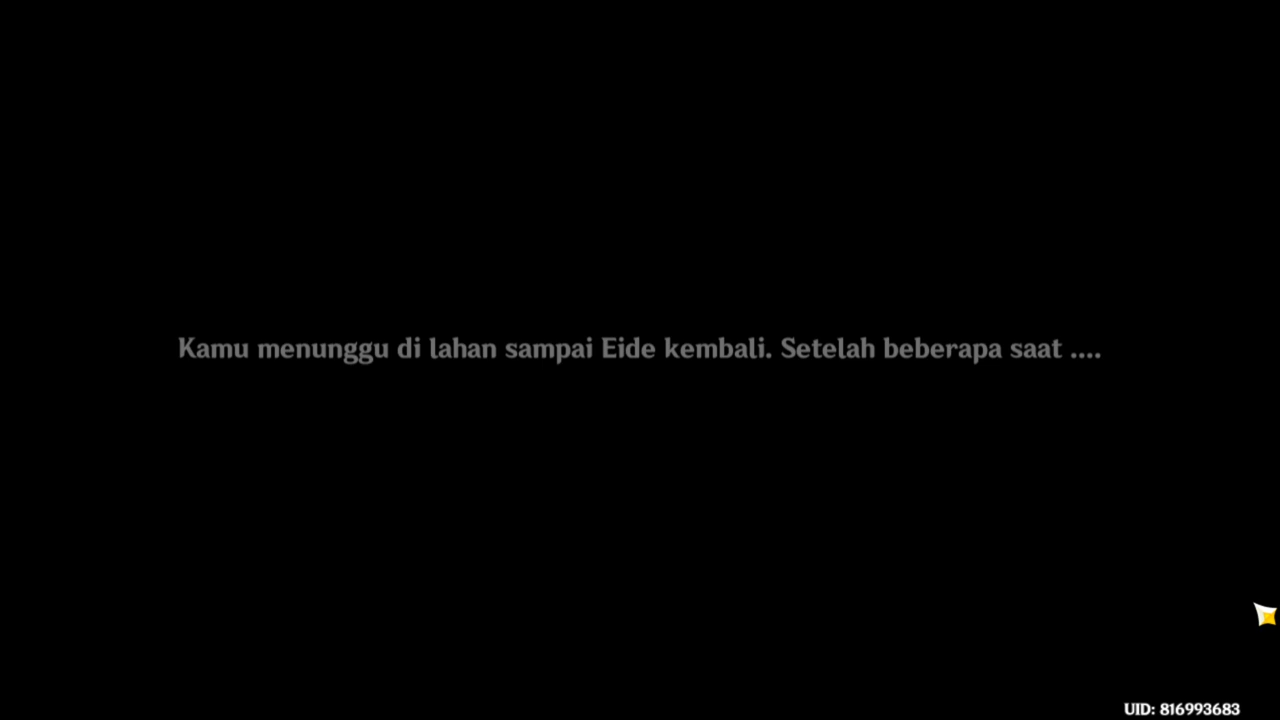 Kamu menunggu di lahan sampai Eide kembali. Setelah beberapa saat ....
UID: 816993683